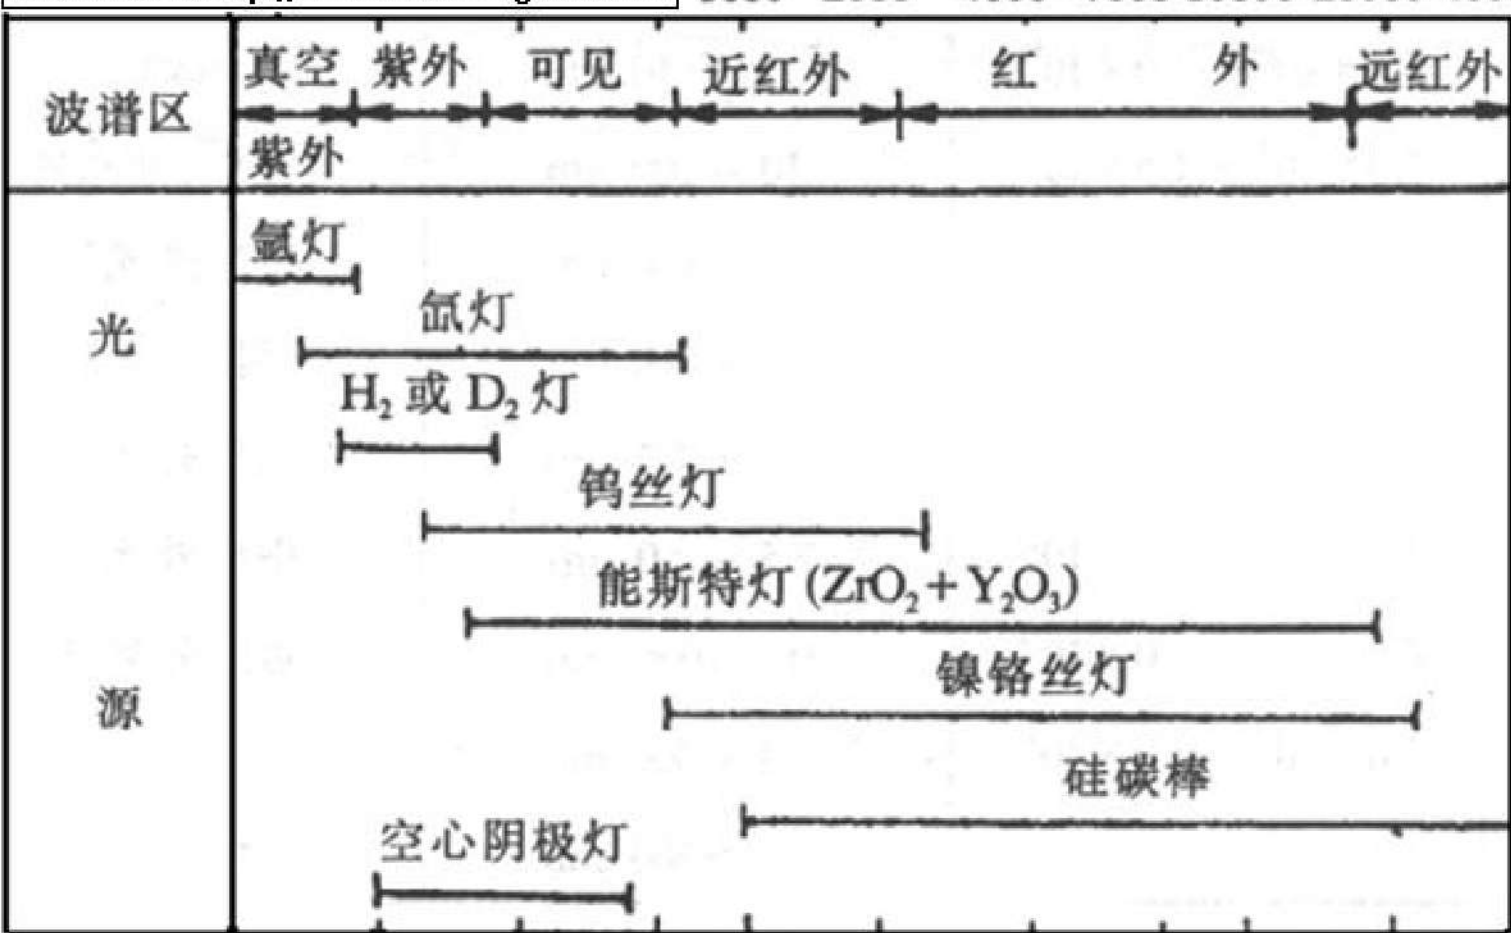 真空 紫外 可见 近红外 红 外 远红外
波谱区
紫外
氩灯
氙灯
光
H₂ 或 D₂ 灯
钨丝灯
能斯特灯 (ZrO₂ + Y₂O₃)
镍铬丝灯
源
硅碳棒
空心阴极灯